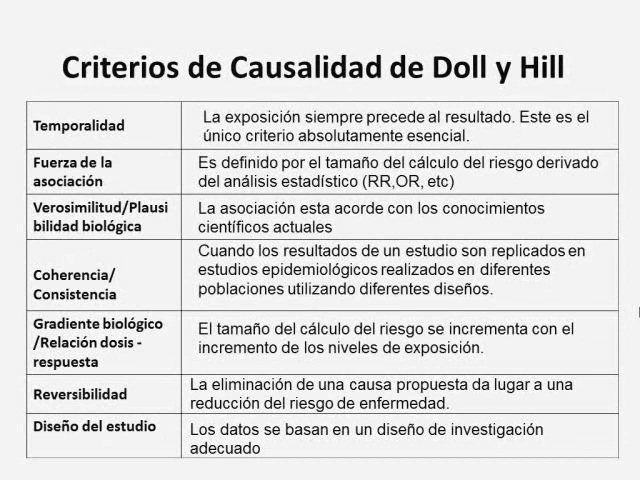 Criterios de Causalidad de Doll y Hill
Temporalidad
La exposición siempre precede al resultado. Este es el
único criterio absolutamente esencial.
Fuerza de la
asociación
Es definido por el tamaño del cálculo del riesgo derivado
del análisis estadístico (RR,OR, etc)
Verosimilitud/Plausi
bilidad biológica
La asociación esta acorde con los conocimientos
científicos actuales
Coherencia/
Consistencia
Cuando los resultados de un estudio son replicados en
estudios epidemiológicos realizados en diferentes
poblaciones utilizando diferentes diseños.
Gradiente biológico
/Relación dosis -
respuesta
El tamaño del cálculo del riesgo se incrementa con el
incremento de los niveles de exposición.
Reversibilidad
La eliminación de una causa propuesta da lugar a una
reducción del riesgo de enfermedad.
Diseño del estudio
Los datos se basan en un diseño de investigación
adecuado